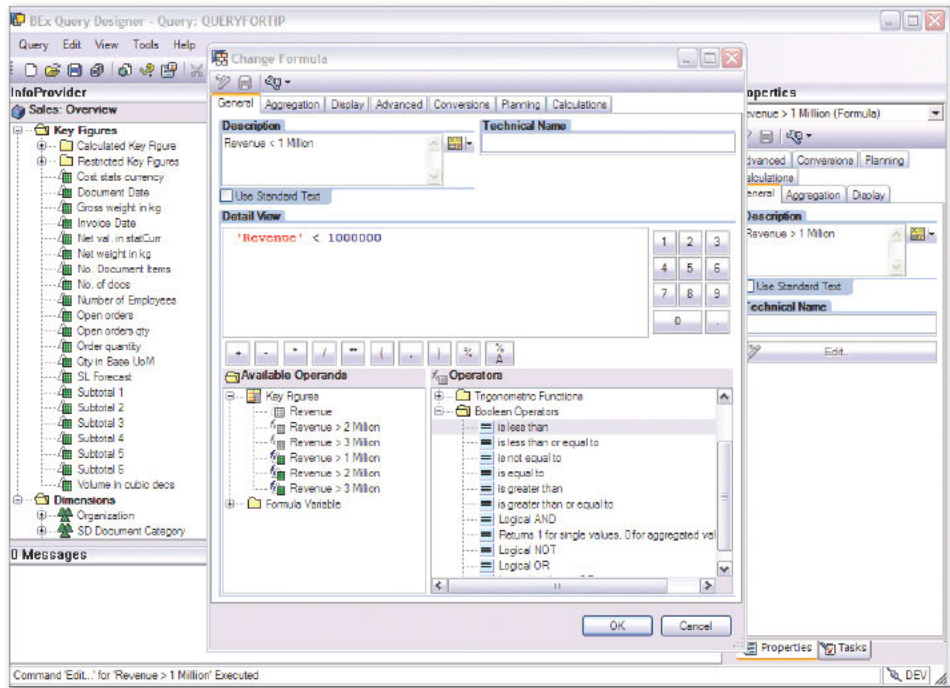 BEx Query Designer - Query: QUERYFORTIP
Query Edit View Tools Help
InfoProvider
Sales: Overview
Key Figures
Calculated Key Figure
Restricted Key Figures
Cost stats currency
Document Date
Gross weight in kg
Invoice Date
Net val. in statCurr
Net weight in kg
No. Document Items
No. of docs
Number of Employees
Open orders
Open orders qty
Order quantity
Qty in Base UoM
SL Forecast
Subtotal 1
Subtotal 2
Subtotal 3
Subtotal 4
Subtotal 5
Subtotal 6
Volume in cubic decs
Dimensions
Organization
SD Document Category
0 Messages
Change Formula
General Aggregation Display Advanced Conversions Planning Calculations
Description
Revenue < 1 Million
Technical Name
Use Standard Text
Detail View
'Revenue' < 1000000
1 2 3
4 5 6
7 8 9
0 .
+ - * / ** ( , ) % %A
Available Operands
Key Figures
Revenue
Revenue > 2 Million
Revenue > 3 Million
Revenue > 1 Million
Revenue > 2 Million
Revenue > 3 Million
Formula Variable
Operators
Trigonometric Functions
Boolean Operators
is less than
is less than or equal to
is not equal to
is equal to
is greater than
is greater than or equal to
Logical AND
Returns 1 for single values, 0 for aggregated val
Logical NOT
Logical OR
OK Cancel
operties
evenue > 1 Million (Formula)
dvanced Conversions Planning
alculations
eneral Aggregation Display
Description
Revenue > 1 Million
Use Standard Text
echnical Name
Edit...
Properties Tasks
Command 'Edit...' for 'Revenue > 1 Million' Executed
DEV